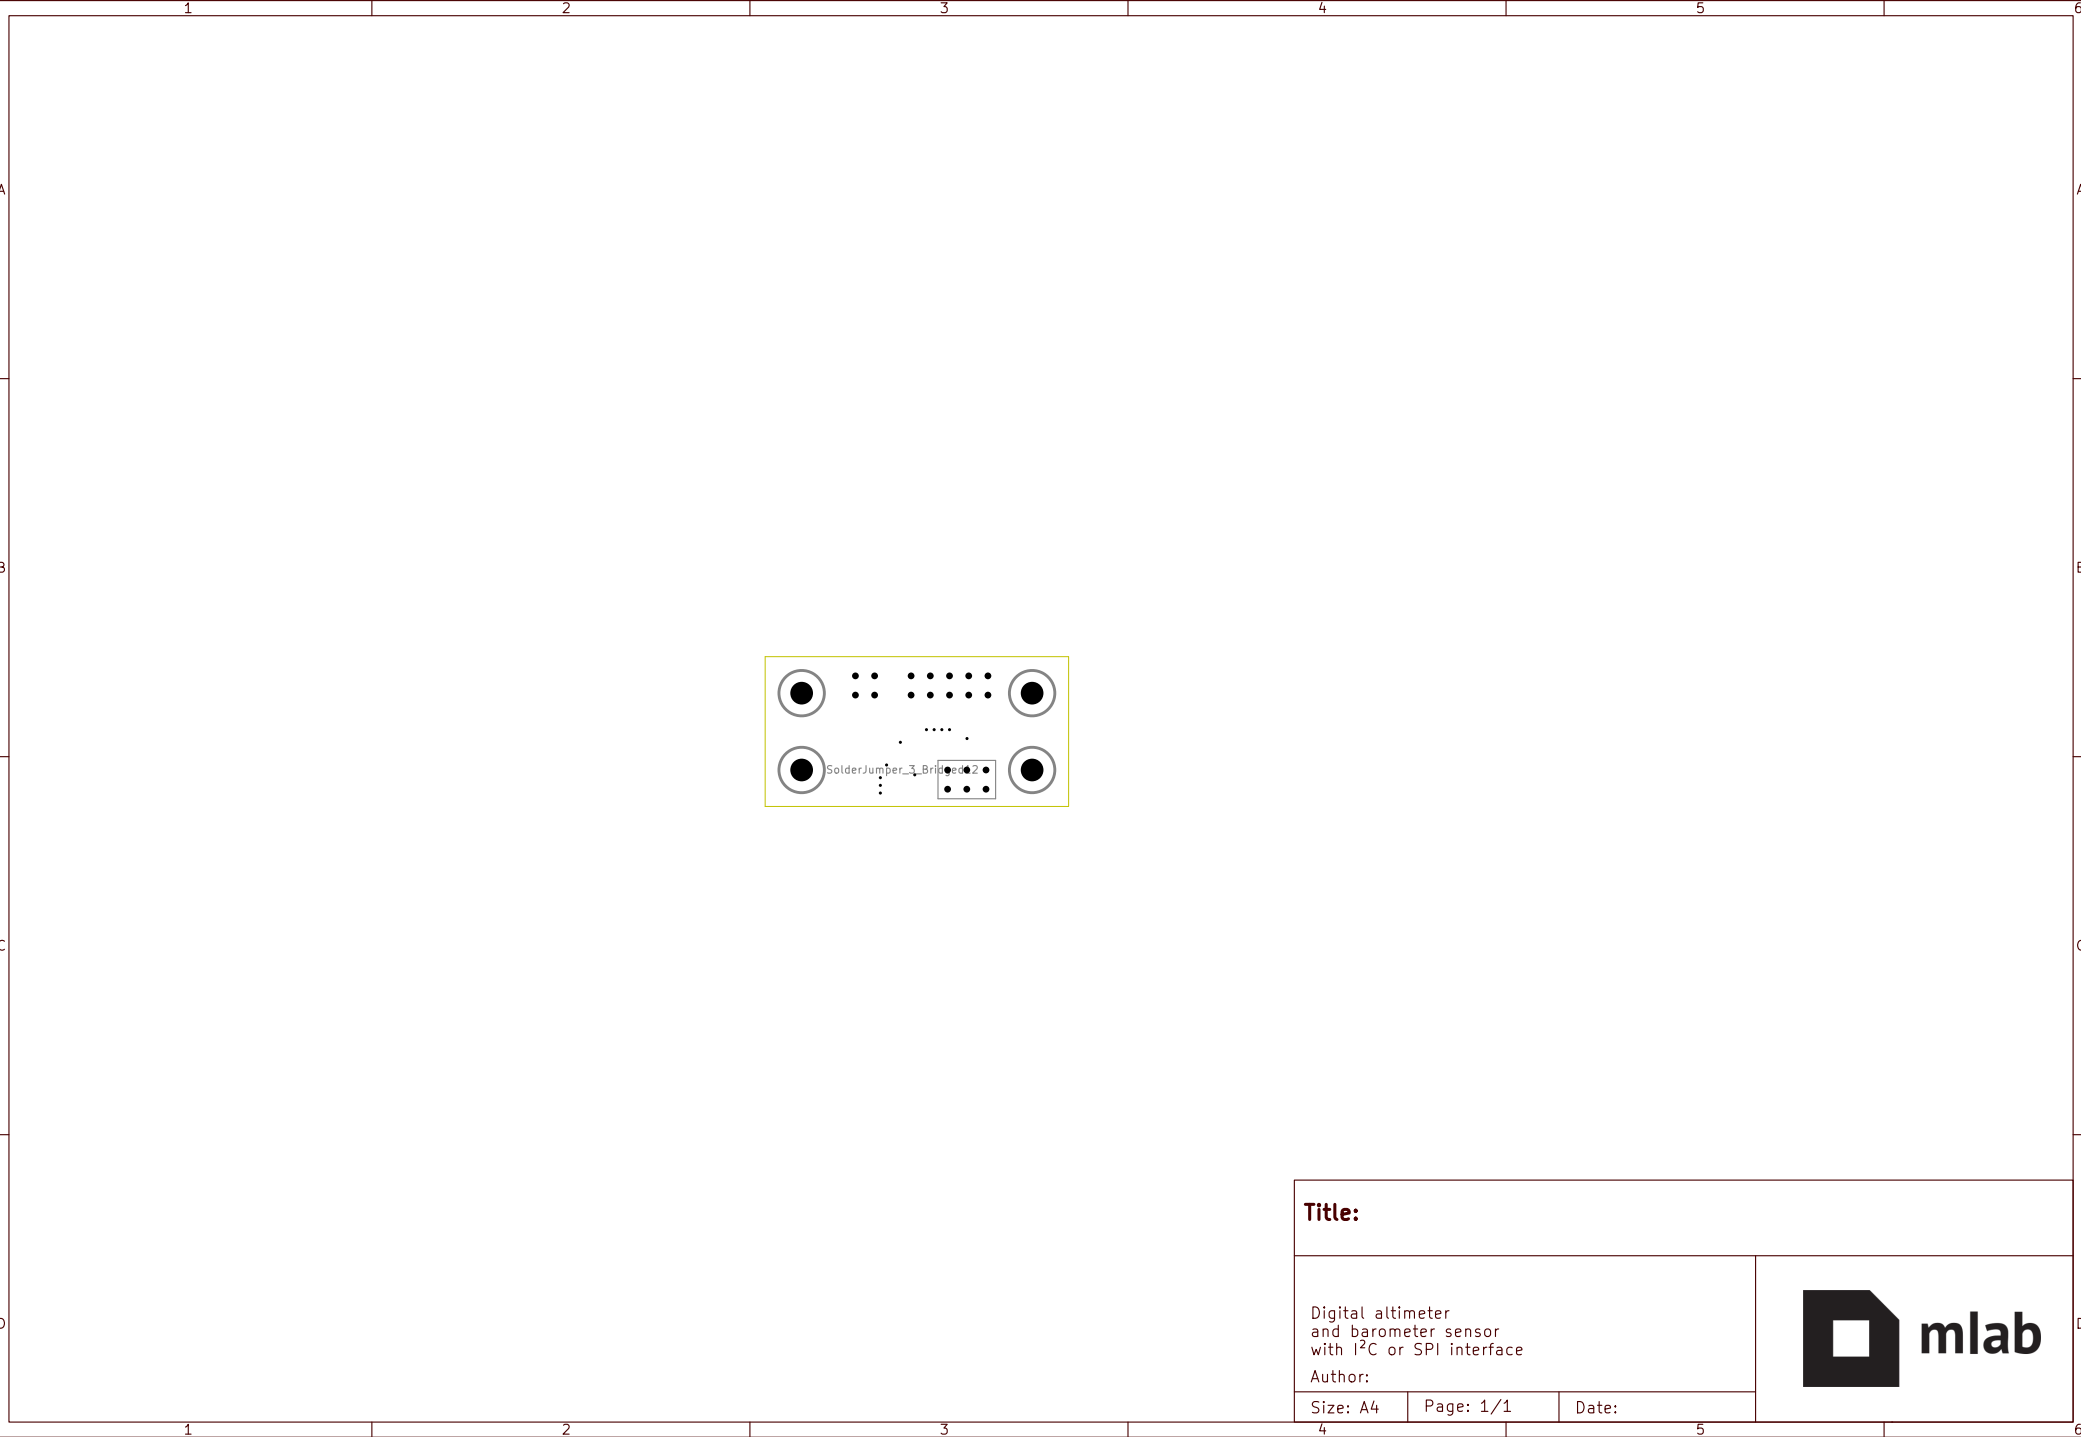 1 2 3 4 5 6
A A
B B
SolderJumper_3_Bridged12
C C
Title:
Digital altimeter
and barometer sensor
with I²C or SPI interface
Author:
mlab
D D
Size: A4 Page: 1/1 Date:
1 2 3 4 5 6